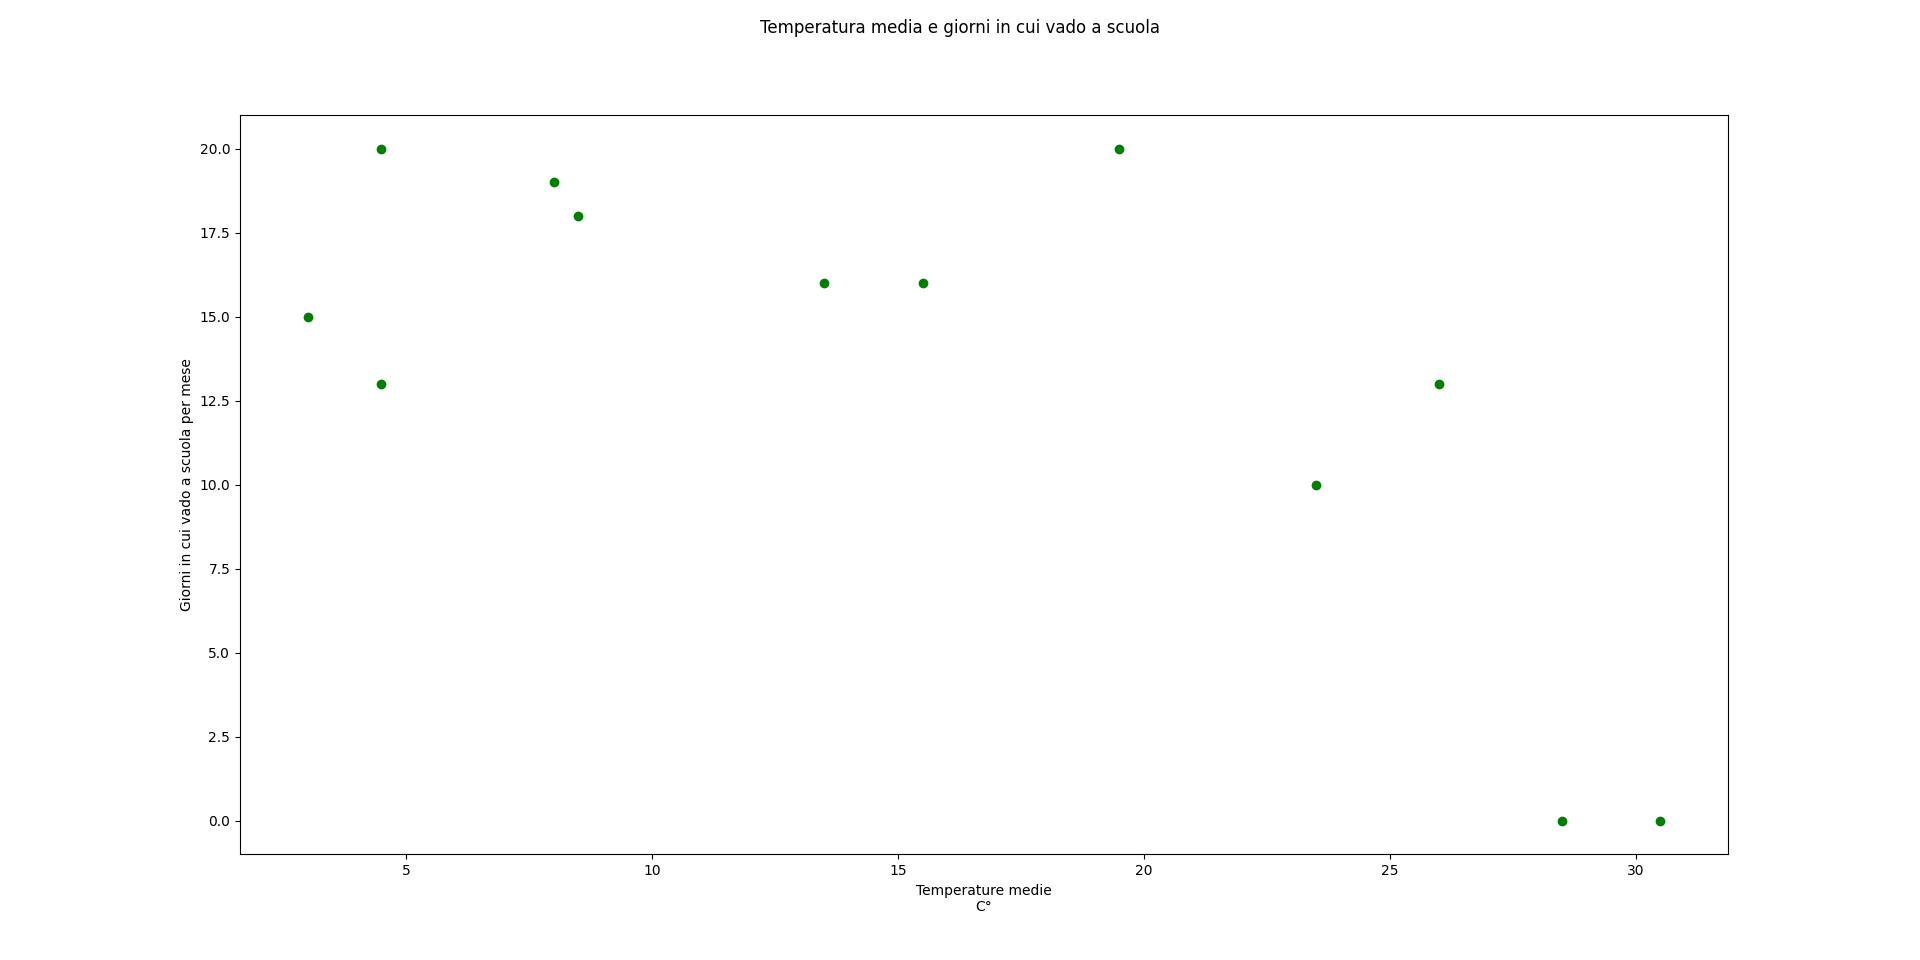 Temperatura media e giorni in cui vado a scuola
Giorni in cui vado a scuola per mese
20.0
17.5
15.0
12.5
10.0
7.5
5.0
2.5
0.0
5 10 15 20 25 30
Temperature medie
C°